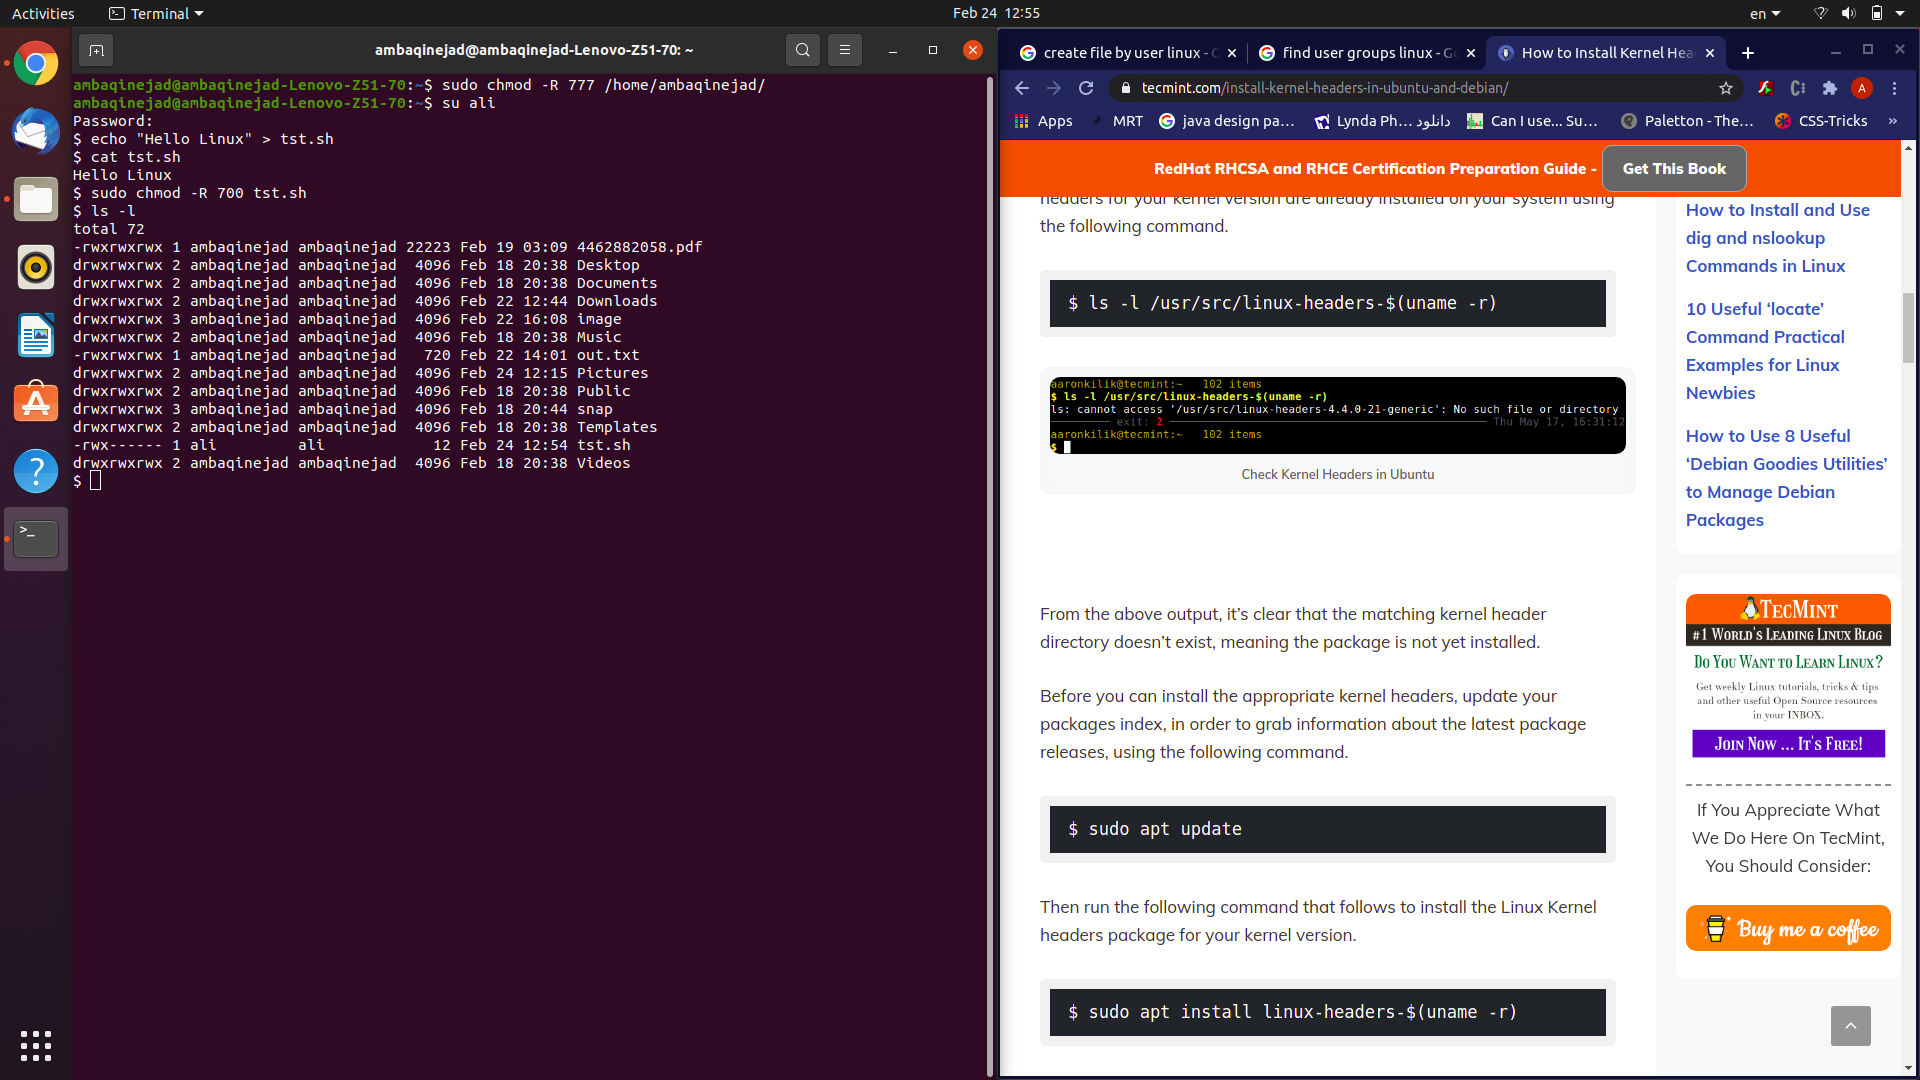 Activities
Terminal
Feb 24 12:55
en
ambaqinejad@ambaqinejad-Lenovo-Z51-70: ~
ambaqinejad@ambaqinejad-Lenovo-Z51-70:~$ sudo chmod -R 777 /home/ambaqinejad/
ambaqinejad@ambaqinejad-Lenovo-Z51-70:~$ su ali
Password:
$ echo "Hello Linux" > tst.sh
$ cat tst.sh
Hello Linux
$ sudo chmod -R 700 tst.sh
$ ls -l
total 72
-rwxrwxrwx 1 ambaqinejad ambaqinejad 22223 Feb 19 03:09 4462882058.pdf
drwxrwxrwx 2 ambaqinejad ambaqinejad 4096 Feb 18 20:38 Desktop
drwxrwxrwx 2 ambaqinejad ambaqinejad 4096 Feb 18 20:38 Documents
drwxrwxrwx 2 ambaqinejad ambaqinejad 4096 Feb 22 12:44 Downloads
drwxrwxrwx 3 ambaqinejad ambaqinejad 4096 Feb 22 16:08 image
drwxrwxrwx 2 ambaqinejad ambaqinejad 4096 Feb 18 20:38 Music
-rwxrwxrwx 1 ambaqinejad ambaqinejad 720 Feb 22 14:01 out.txt
drwxrwxrwx 2 ambaqinejad ambaqinejad 4096 Feb 24 12:15 Pictures
drwxrwxrwx 2 ambaqinejad ambaqinejad 4096 Feb 18 20:38 Public
drwxrwxrwx 3 ambaqinejad ambaqinejad 4096 Feb 18 20:44 snap
drwxrwxrwx 2 ambaqinejad ambaqinejad 4096 Feb 18 20:38 Templates
-rwx------ 1 ali ali 12 Feb 24 12:54 tst.sh
drwxrwxrwx 2 ambaqinejad ambaqinejad 4096 Feb 18 20:38 Videos
$
create file by user linux -
find user groups linux - G
How to Install Kernel Hea
tecmint.com/install-kernel-headers-in-ubuntu-and-debian/
A
Apps
MRT
java design pa...
Lynda Ph... دانلود
Can I use... Su...
Paletton - The...
CSS-Tricks
»
RedHat RHCSA and RHCE Certification Preparation Guide -
Get This Book
headers for your kernel version are already installed on your system using
the following command.
$ ls -l /usr/src/linux-headers-$(uname -r)
aaronkilik@tecmint:~ 102 items
$ ls -l /usr/src/linux-headers-$(uname -r)
ls: cannot access '/usr/src/linux-headers-4.4.0-21-generic': No such file or directory
exit: 2 Thu May 17, 16:31:12
aaronkilik@tecmint:~ 102 items
$
Check Kernel Headers in Ubuntu
From the above output, it’s clear that the matching kernel header
directory doesn’t exist, meaning the package is not yet installed.
Before you can install the appropriate kernel headers, update your
packages index, in order to grab information about the latest package
releases, using the following command.
$ sudo apt update
Then run the following command that follows to install the Linux Kernel
headers package for your kernel version.
$ sudo apt install linux-headers-$(uname -r)
How to Install and Use
dig and nslookup
Commands in Linux
10 Useful ‘locate’
Command Practical
Examples for Linux
Newbies
How to Use 8 Useful
‘Debian Goodies Utilities’
to Manage Debian
Packages
TecMint
#1 World's Leading Linux Blog
Do You Want to Learn Linux?
Get weekly Linux tutorials, tricks & tips
and other useful Open Source resources
in your INBOX.
Join Now ... It's Free!
If You Appreciate What
We Do Here On TecMint,
You Should Consider:
Buy me a coffee